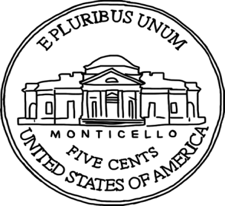 E PLURIBUS UNUM
MONTICELLO
FIVE CENTS
UNITED STATES OF AMERICA